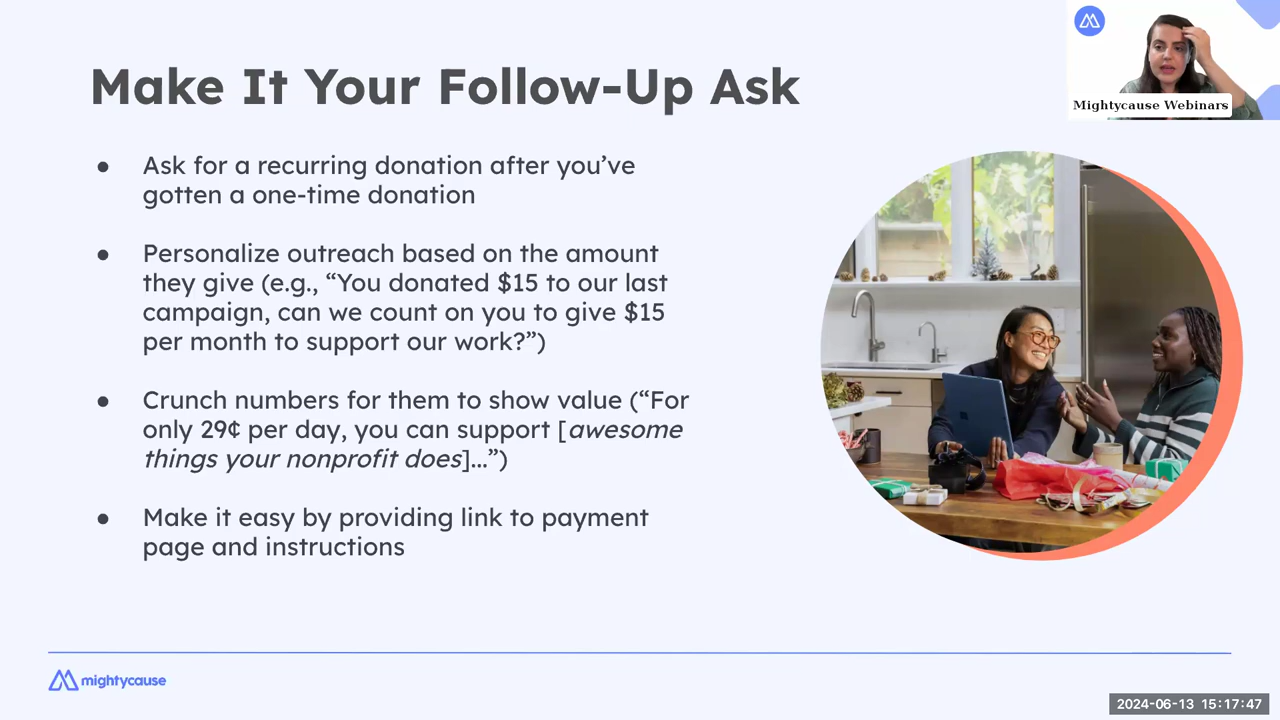 Make It Your Follow-Up Ask
Mightycause Webinars
● Ask for a recurring donation after you’ve
gotten a one-time donation
● Personalize outreach based on the amount
they give (e.g., “You donated $15 to our last
campaign, can we count on you to give $15
per month to support our work?”)
● Crunch numbers for them to show value (“For
only 29¢ per day, you can support [awesome
things your nonprofit does]...”)
● Make it easy by providing link to payment
page and instructions
mightycause
2024-06-13 15:17:47